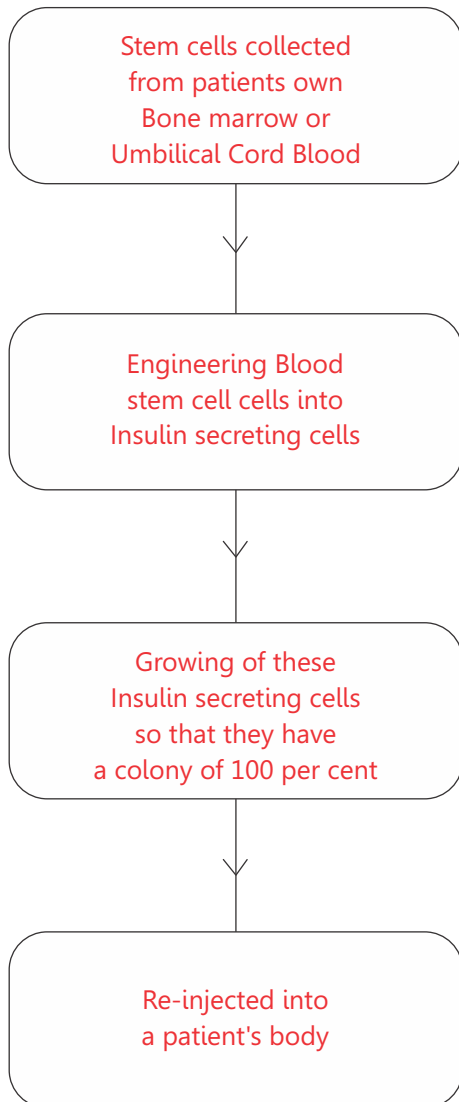 Stem cells collected
from patients own
Bone marrow or
Umbilical Cord Blood
Engineering Blood
stem cell cells into
Insulin secreting cells
Growing of these
Insulin secreting cells
so that they have
a colony of 100 per cent
Re-injected into
a patient's body